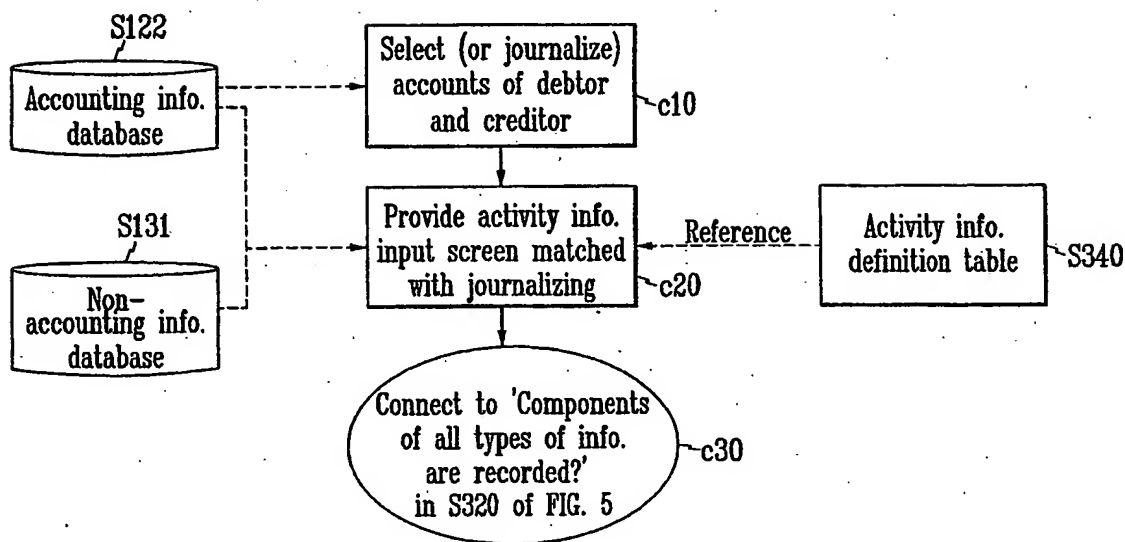 S122
Accounting info.
database
Select (or journalize)
accounts of debtor
and creditor
c10
S131
Non-
accounting info.
database
Provide activity info.
input screen matched
with journalizing
c20
Reference
Activity info.
definition table
S340
Connect to 'Components
of all types of info.
are recorded?'
in S320 of FIG. 5
c30